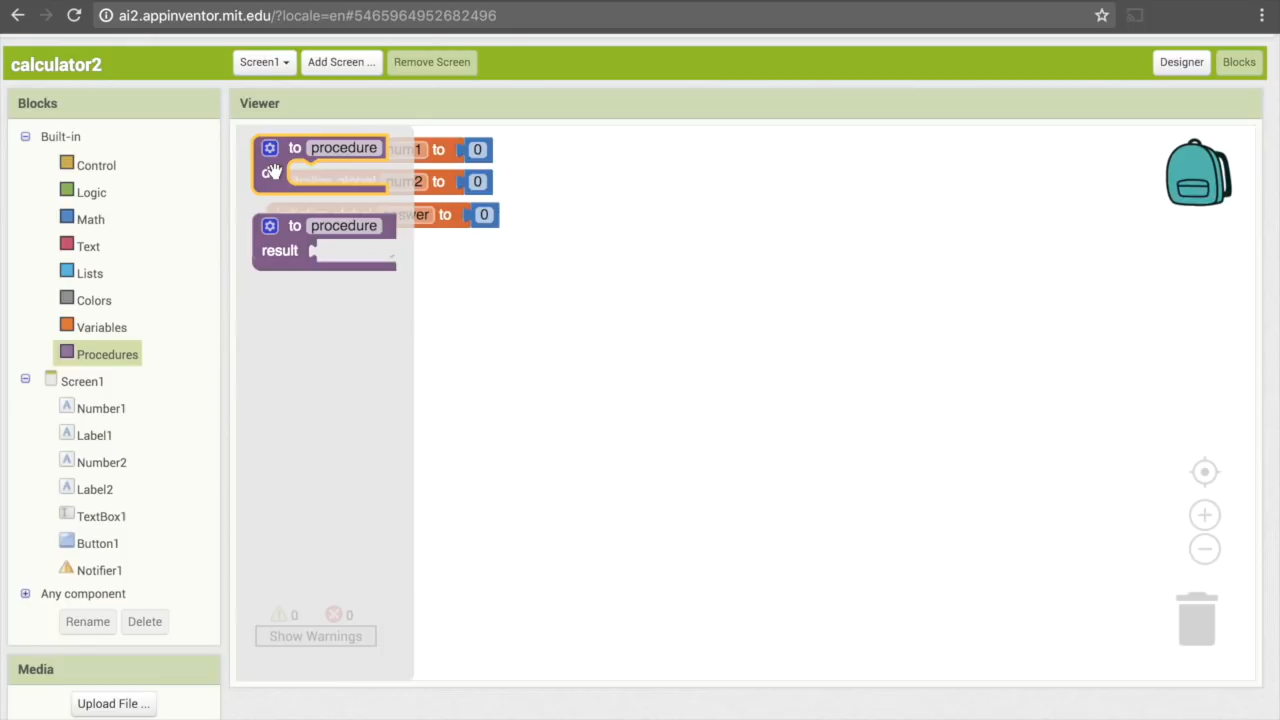 ai2.appinventor.mit.edu/?locale=en#5465964952682496
calculator2
Screen1
Add Screen ...
Remove Screen
Designer
Blocks
Blocks
Viewer
Built-in
Control
Logic
Math
Text
Lists
Colors
Variables
Procedures
Screen1
Number1
Label1
Number2
Label2
TextBox1
Button1
Notifier1
Any component
Rename
Delete
Media
Upload File ...
to procedure
num1 to 0
global num2 to 0
to procedure
to 0
result
0
0
Show Warnings